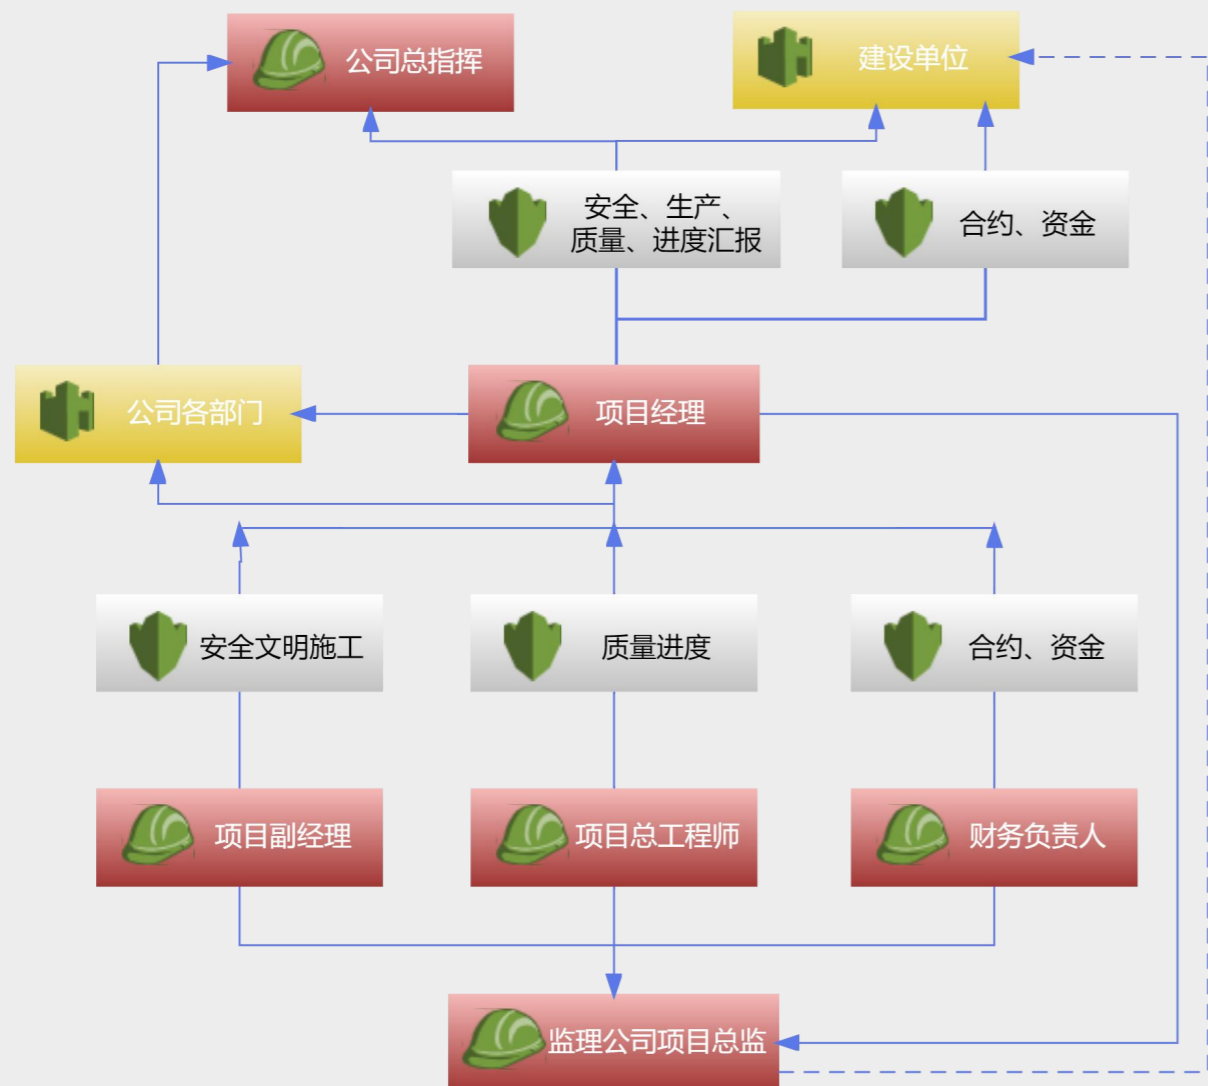 公司总指挥
建设单位
安全、生产、
质量、进度汇报
合约、资金
公司各部门
项目经理
安全文明施工
质量进度
合约、资金
项目副经理
项目总工程师
财务负责人
监理公司项目总监